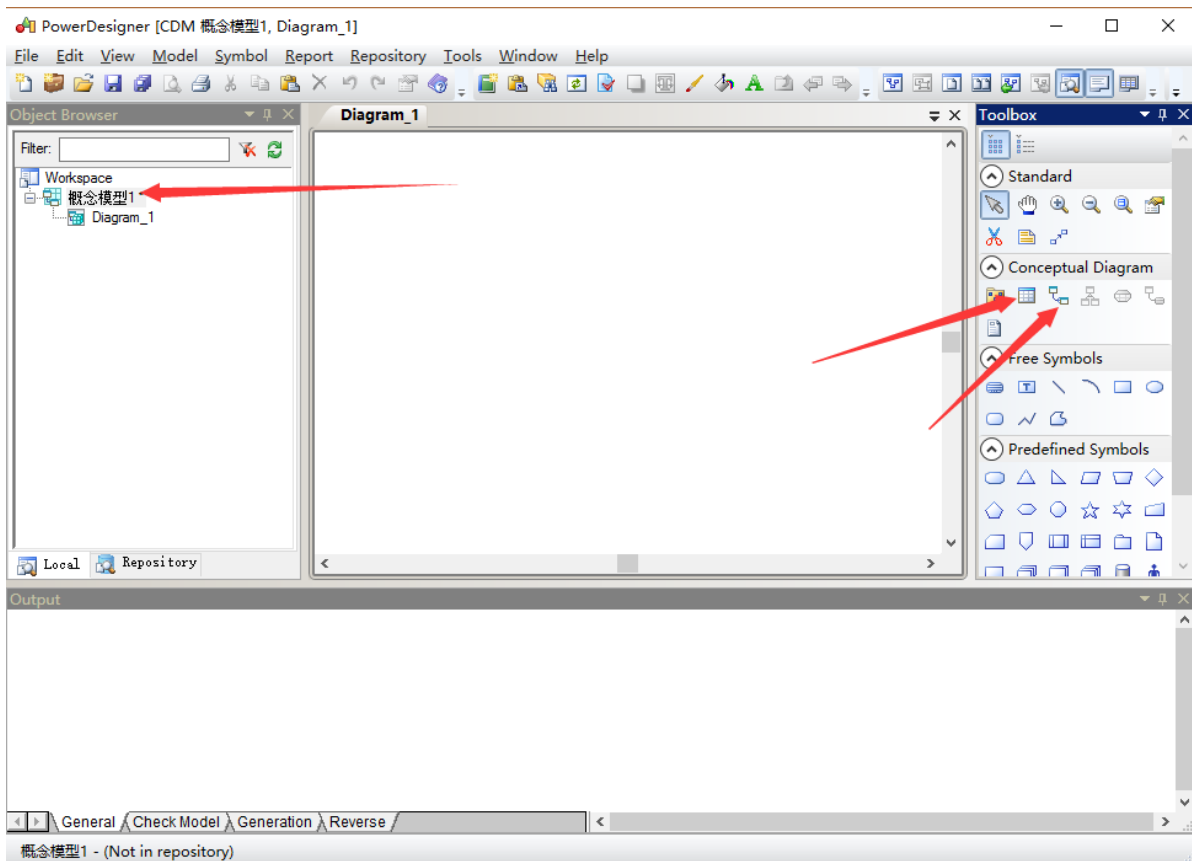 PowerDesigner [CDM 概念模型1, Diagram_1]
File Edit View Model Symbol Report Repository Tools Window Help
Object Browser
Diagram_1
Toolbox
Filter:
Workspace
概念模型1 *
Diagram_1
Standard
Conceptual Diagram
Free Symbols
Predefined Symbols
Local Repository
Output
General Check Model Generation Reverse
概念模型1 - (Not in repository)